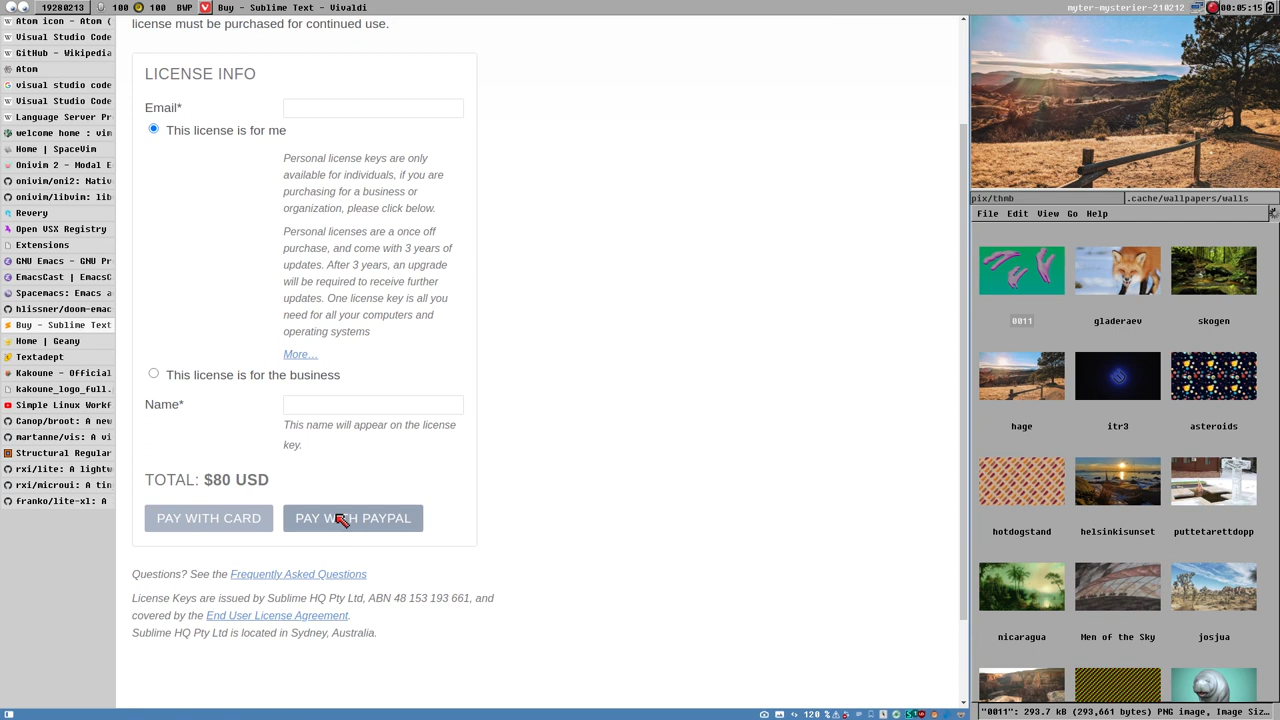 19280213
100
100
BWP
Buy - Sublime Text - Vivaldi
myter-mysterier-210212
00:05:15
Atom icon - Atom (
Visual Studio Code
GitHub - Wikipedia
Atom
visual studio code
Visual Studio Code
Language Server Pr
welcome home : vim
Home | SpaceVim
Onivim 2 - Modal E
onivim/oni2: Nativ
onivim/libvim: lib
Revery
Open VSX Registry
Extensions
GNU Emacs - GNU Pr
EmacsCast | EmacsC
Spacemacs: Emacs a
hlissner/doom-emac
Buy - Sublime Text
Home | Geany
Textadept
Kakoune - Official
kakoune_logo_full.
Simple Linux Workf
Canop/broot: A new
martanne/vis: A vi
Structural Regular
rxi/lite: A lightw
rxi/microui: A tin
franko/lite-xl: A
license must be purchased for continued use.
LICENSE INFO
Email*
This license is for me
Personal license keys are only
available for individuals, if you are
purchasing for a business or
organization, please click below.
Personal licenses are a once off
purchase, and come with 3 years of
updates. After 3 years, an upgrade
will be required to receive further
updates. One license key is all you
need for all your computers and
operating systems
More…
This license is for the business
Name*
This name will appear on the license
key.
TOTAL: $80 USD
PAY WITH CARD
PAY WITH PAYPAL
Questions? See the Frequently Asked Questions
License Keys are issued by Sublime HQ Pty Ltd, ABN 48 153 193 661, and
covered by the End User License Agreement.
Sublime HQ Pty Ltd is located in Sydney, Australia.
pix/thmb
.cache/wallpapers/walls
File Edit View Go Help
0011
gladeraev
skogen
hage
itr3
asteroids
hotdogstand
helsinkisunset
puttetarettdopp
nicaragua
Men of the Sky
josjua
120 %
"0011": 293.7 kB (293,661 bytes) PNG image, Image Siz…